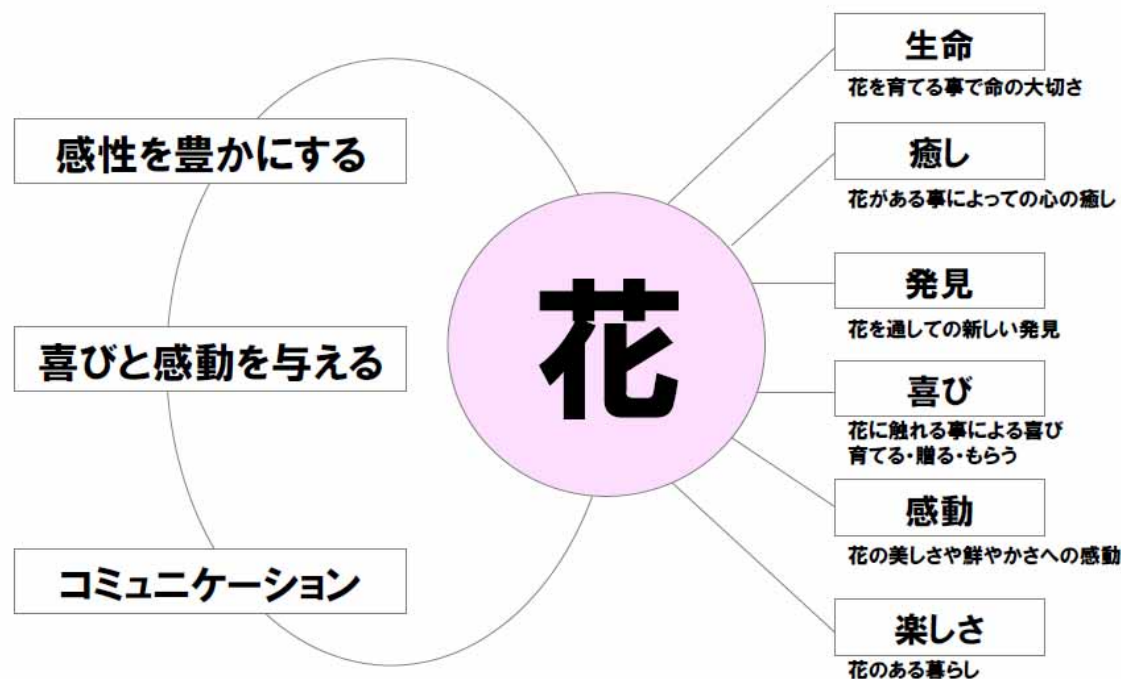 感性を豊かにする
喜びと感動を与える
コミュニケーション
花
生命
花を育てる事で命の大切さ
癒し
花がある事によっての心の癒し
発見
花を通しての新しい発見
喜び
花に触れる事による喜び
育てる・贈る・もらう
感動
花の美しさや鮮やかさへの感動
楽しさ
花のある暮らし